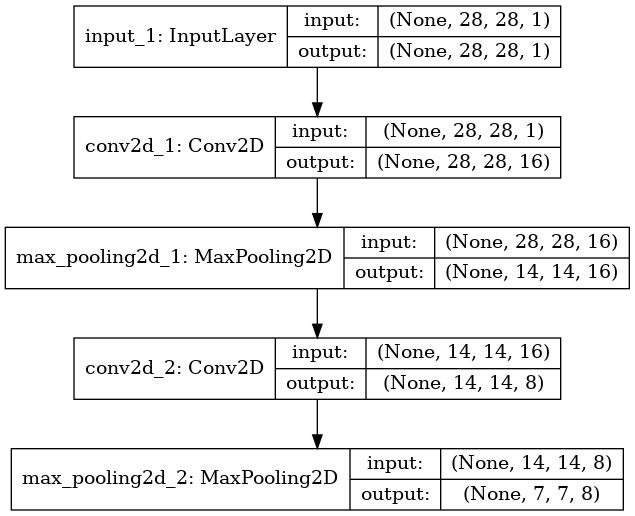 input_1: InputLayer
input: (None, 28, 28, 1)
output: (None, 28, 28, 1)
conv2d_1: Conv2D
input: (None, 28, 28, 1)
output: (None, 28, 28, 16)
max_pooling2d_1: MaxPooling2D
input: (None, 28, 28, 16)
output: (None, 14, 14, 16)
conv2d_2: Conv2D
input: (None, 14, 14, 16)
output: (None, 14, 14, 8)
max_pooling2d_2: MaxPooling2D
input: (None, 14, 14, 8)
output: (None, 7, 7, 8)